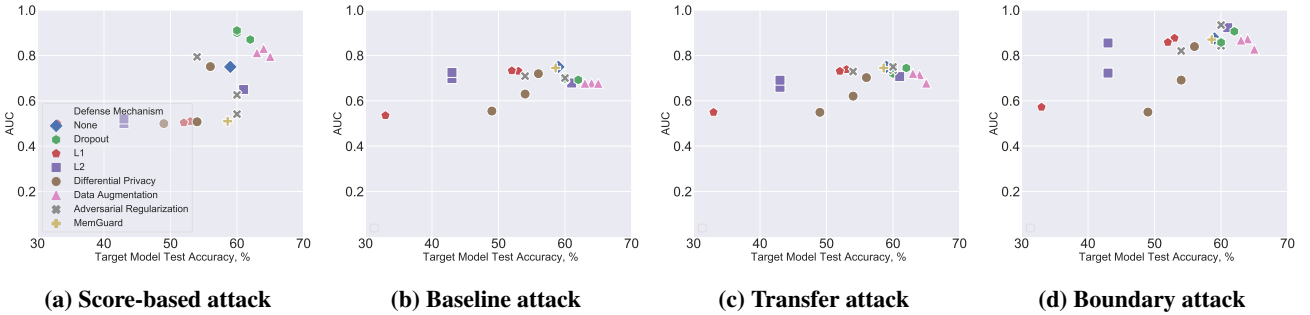 1.0
0.8
0.6
0.4
0.2
AUC
Defense Mechanism
None
Dropout
L1
L2
Differential Privacy
Data Augmentation
Adversarial Regularization
MemGuard
30 40 50 60 70
Target Model Test Accuracy, %
(a) Score-based attack
1.0
0.8
0.6
0.4
0.2
AUC
30 40 50 60 70
Target Model Test Accuracy, %
(b) Baseline attack
1.0
0.8
0.6
0.4
0.2
AUC
30 40 50 60 70
Target Model Test Accuracy, %
(c) Transfer attack
1.0
0.8
0.6
0.4
0.2
AUC
30 40 50 60 70
Target Model Test Accuracy, %
(d) Boundary attack